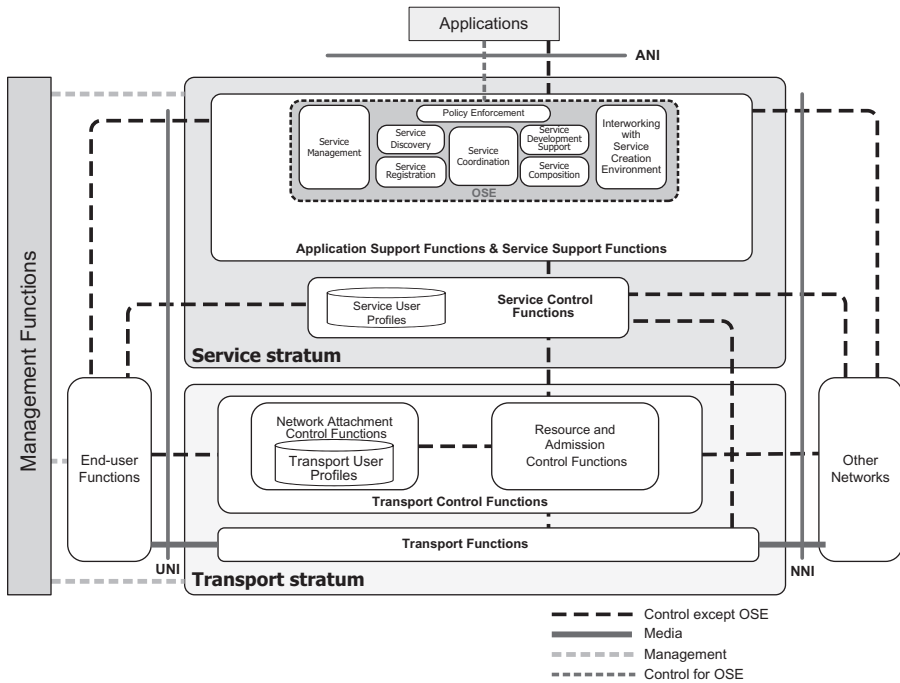 Applications
ANI
Management Functions
Policy Enforcement
Service
Management
Service
Discovery
Service
Registration
Service
Coordination
Service
Development
Support
Service
Composition
Interworking
with
Service
Creation
Environment
OSE
Application Support Functions & Service Support Functions
Service User
Profiles
Service Control
Functions
Service stratum
End-user
Functions
Network Attachment
Control Functions
Transport User
Profiles
Resource and
Admission
Control Functions
Transport Control Functions
Other
Networks
Transport Functions
UNI
NNI
Transport stratum
Control except OSE
Media
Management
Control for OSE